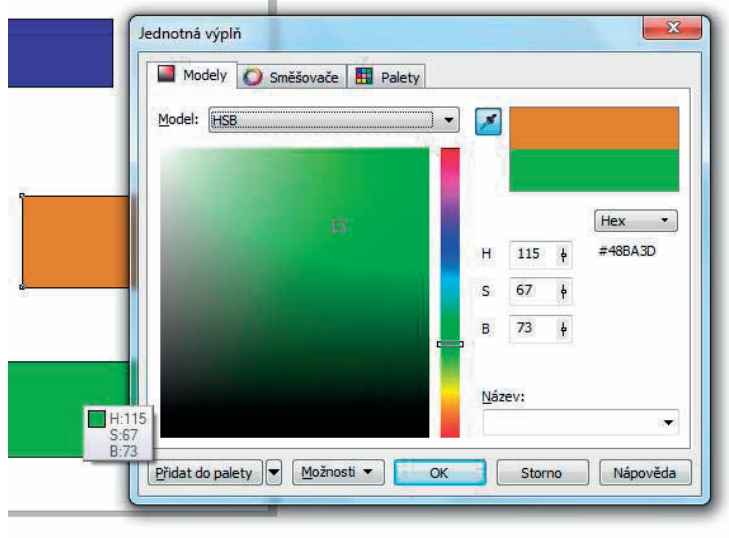 Jednotná výplň
Modely Směšovače Palety
Model: HSB
Hex
H 115 #48BA3D
S 67
B 73
Název:
H:115
S:67
B:73
Přidat do palety Možnosti OK Storno Nápověda